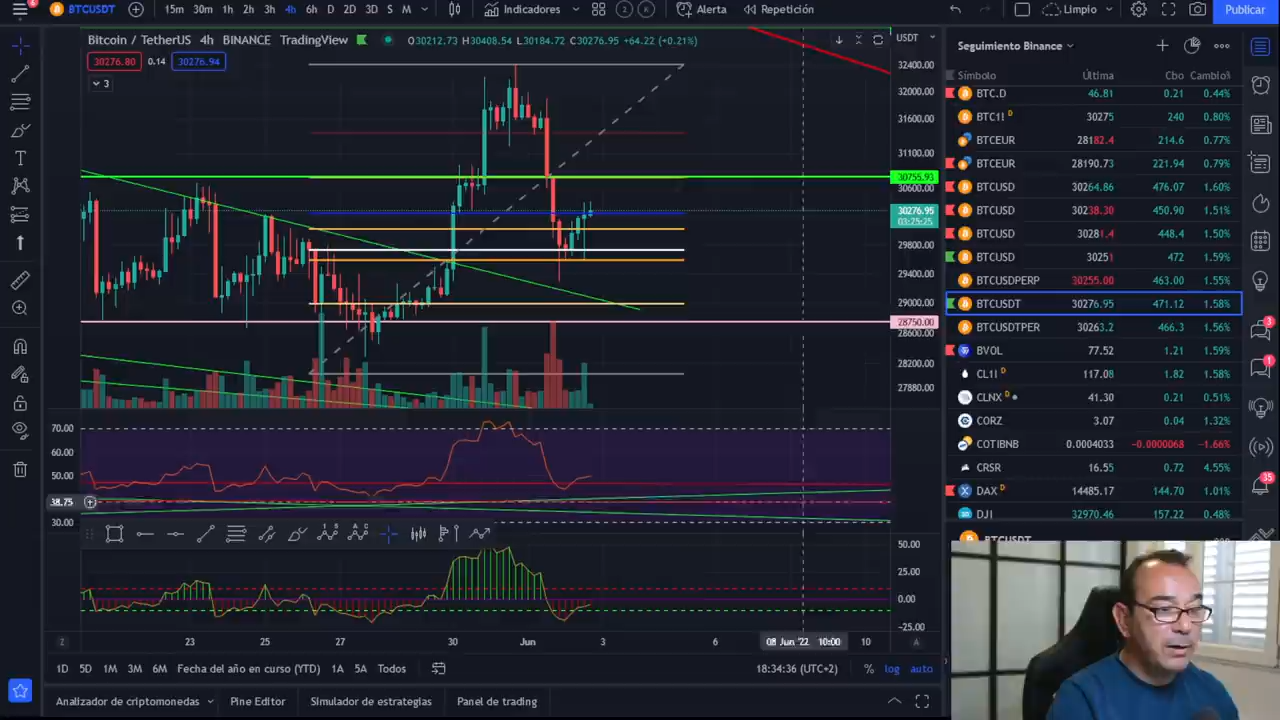 BTCUSDT
15m 30m 1h 2h 3h 4h 6h D 2D 3D S M
Indicadores
Alerta
Repetición
Limpio
Publicar
Bitcoin / TetherUS 4h BINANCE TradingView
O30212.73 H30408.54 L30184.72 C30276.95 +64.22 (+0.21%)
USDT
30276.80 0.14 30276.94
3
32400.00
32000.00
31600.00
31100.00
30755.93
30600.00
30276.95
03:25:25
29800.00
29400.00
29000.00
28750.00
28600.00
28200.00
27880.00
70.00
60.00
50.00
38.75
30.00
50.00
25.00
0.00
-25.00
Z 23 25 27 30 Jun 3 6 08 Jun '22 10:00 10 A
1D 5D 1M 3M 6M Fecha del año en curso (YTD) 1A 5A Todos
18:34:36 (UTC+2) % log auto
Analizador de criptomonedas Pine Editor Simulador de estrategias Panel de trading
Seguimiento Binance
Símbolo Última Cbo Cambio%
BTC.D 46.81 0.21 0.44%
BTC1! D 30275 240 0.80%
BTCEUR 28182.4 214.6 0.77%
BTCEUR 28190.73 221.94 0.79%
BTCUSD 30264.86 476.07 1.60%
BTCUSD 30238.30 450.90 1.51%
BTCUSD 30281.4 448.4 1.50%
BTCUSD 30251 472 1.59%
BTCUSDPERP 30255.00 463.00 1.55%
BTCUSDT 30276.95 471.12 1.58%
BTCUSDTPER 30263.2 466.3 1.56%
BVOL 77.52 1.21 1.59%
CL1! D 117.08 1.82 1.58%
CLNX D 41.30 0.21 0.51%
CORZ 3.07 0.04 1.32%
COTIBNB 0.0004033 -0.0000068 -1.66%
CRSR 16.55 0.72 4.55%
DAX D 14485.17 144.70 1.01%
DJI 32970.46 157.22 0.48%
BTCUSDT
3
1
35